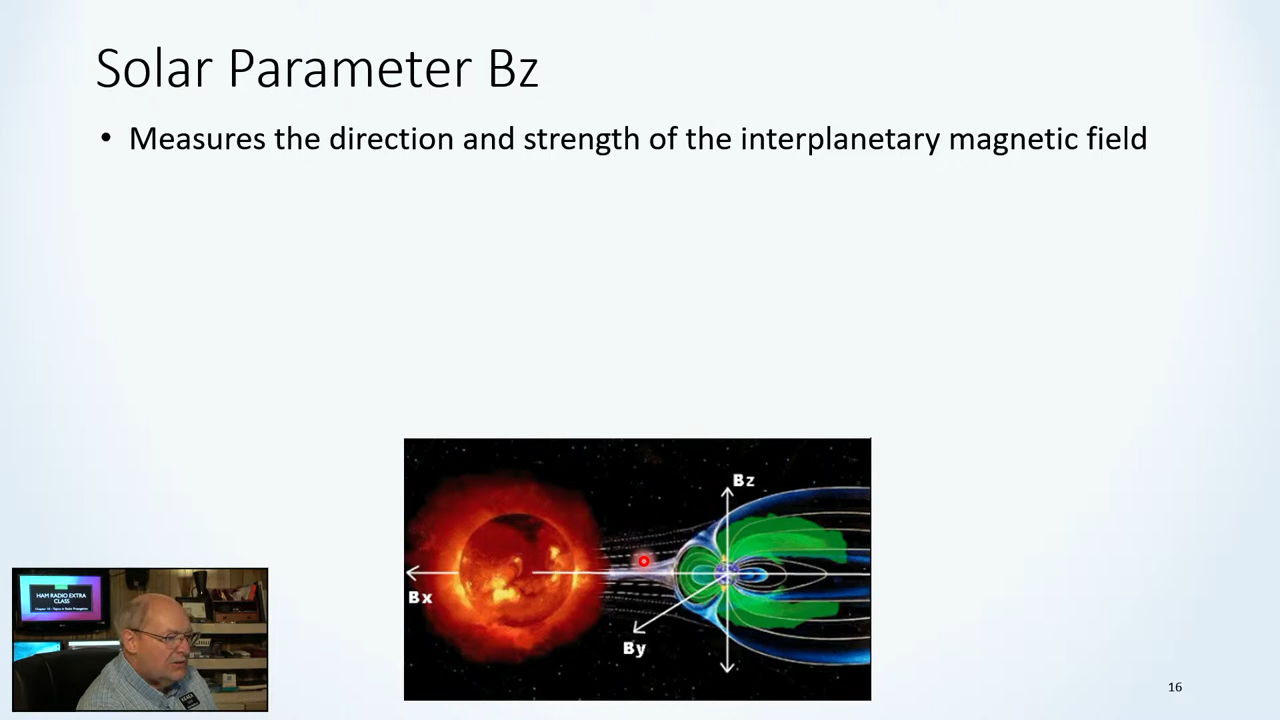 Solar Parameter Bz
• Measures the direction and strength of the interplanetary magnetic field
Bz
Bx
By
HAM RADIO EXTRA
CLASS
16